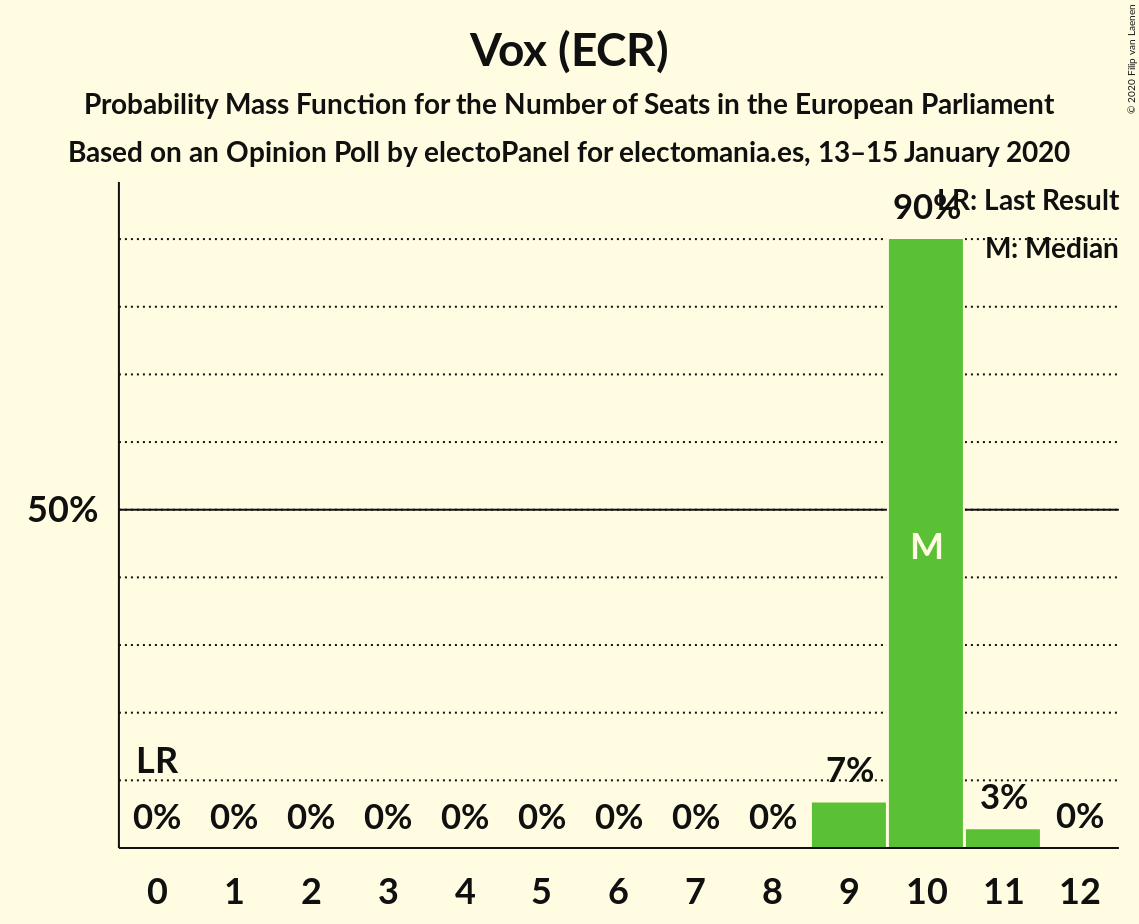 Vox (ECR)
Probability Mass Function for the Number of Seats in the European Parliament
Based on an Opinion Poll by electoPanel for electomania.es, 13–15 January 2020
© 2020 Filip van Laenen
LR: Last Result
M: Median
90%
50%
M
LR
0% 0% 0% 0% 0% 0% 0% 0% 0% 7% 3% 0%
0 1 2 3 4 5 6 7 8 9 10 11 12